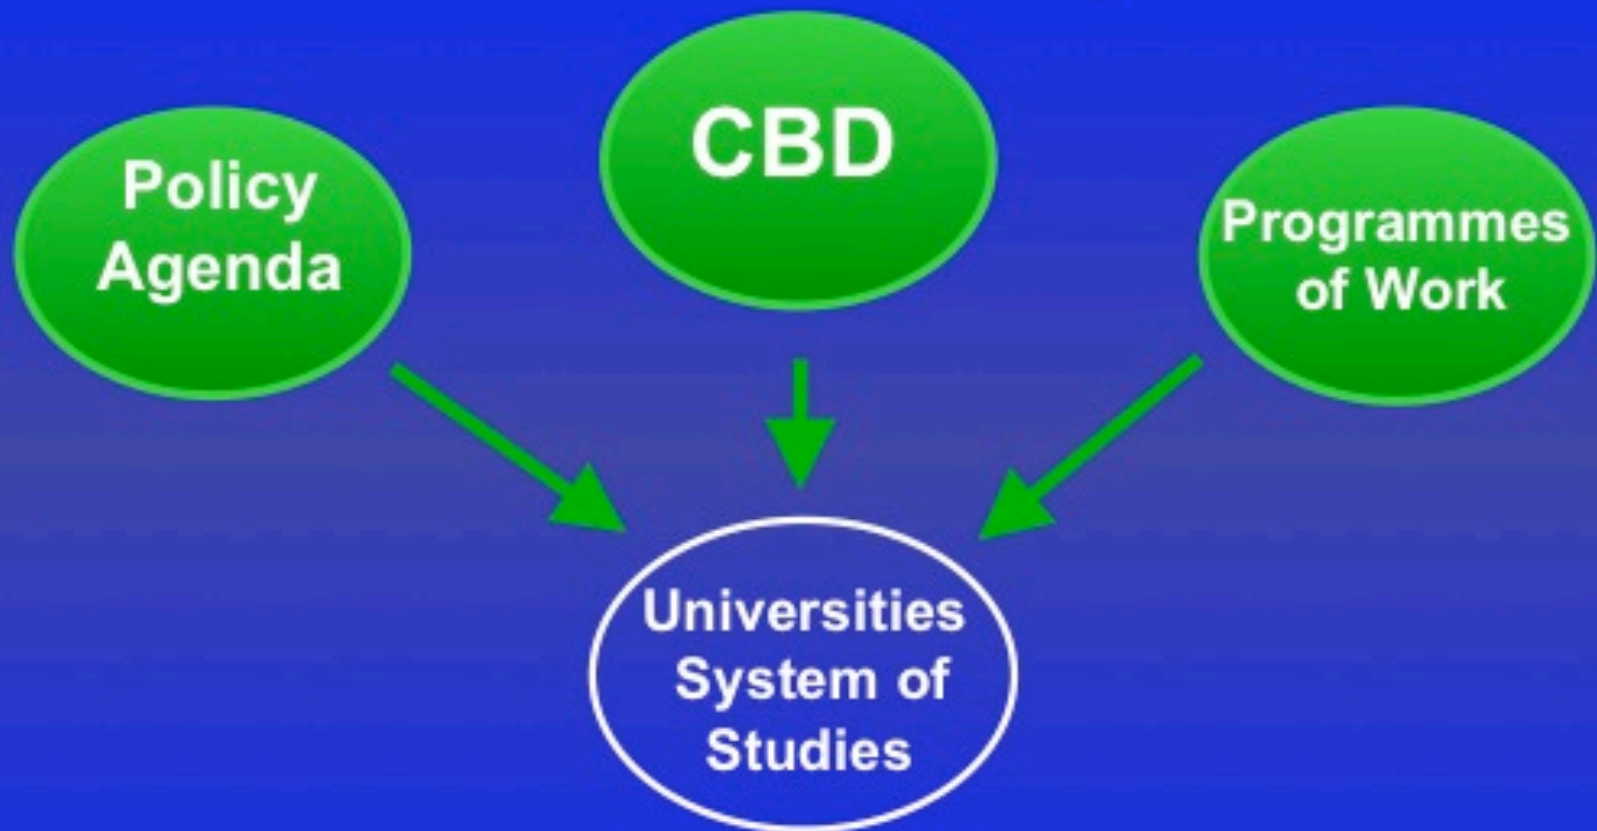 Policy
Agenda
CBD
Programmes
of Work
Universities
System of
Studies